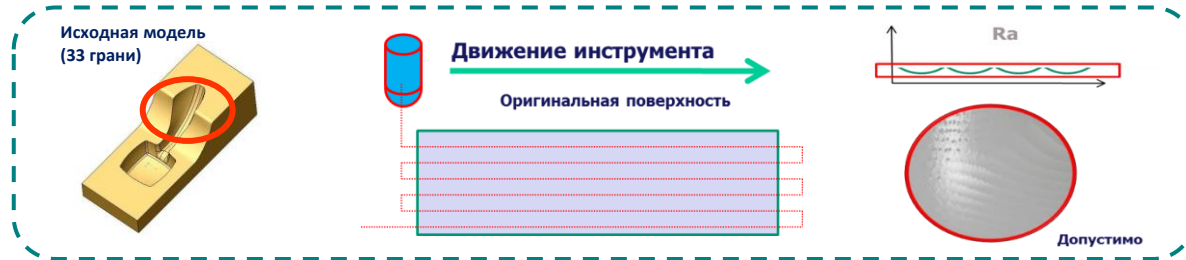 Исходная модель
(33 грани)
Движение инструмента
Оригинальная поверхность
Ra
Допустимо